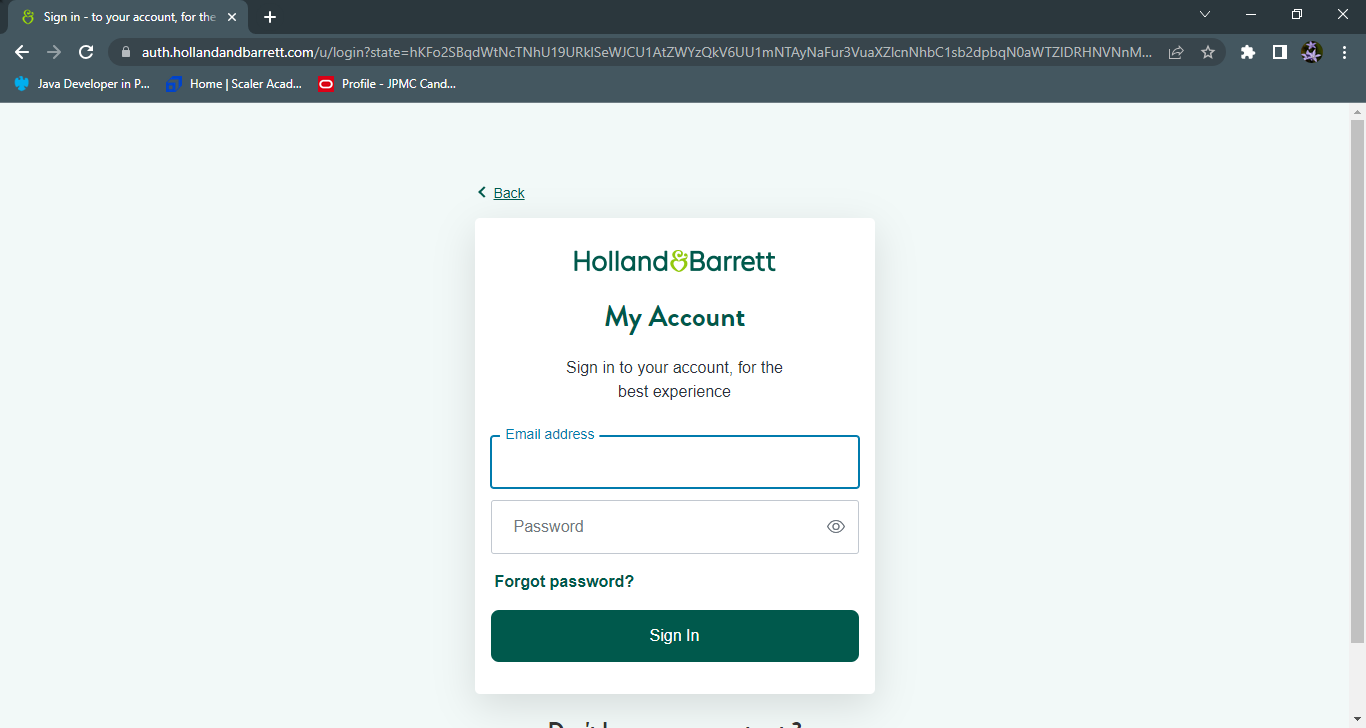 Sign in - to your account, for the
auth.hollandandbarrett.com/u/login?state=hKFo2SBqdWtNcTNhU19URklSeWJCU1AtZWYzQkV6UU1mNTAyNaFur3VuaXZlcnNhbC1sb2dpbqN0aWTZIDRHNVNnM...
Java Developer in P... Home | Scaler Acad... Profile - JPMC Cand...
Back
Holland&Barrett
My Account
Sign in to your account, for the
best experience
Email address
Password
Forgot password?
Sign In